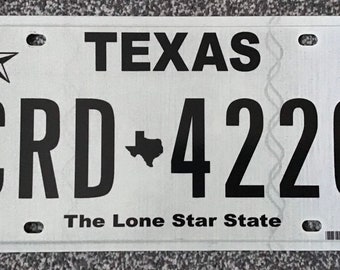 TEXAS
CRD 422
The Lone Star State